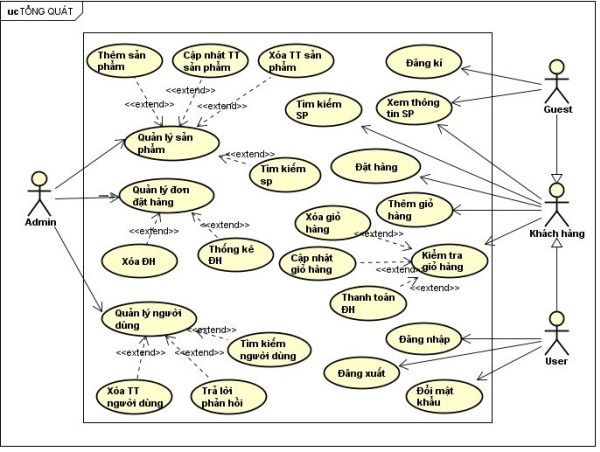 uc TỔNG QUÁT
Thêm sản
phẩm
Cập nhật TT
sản phẩm
Xóa TT sản
phẩm
Đăng kí
<<extend>>
<<extend>>
<<extend>>
Tìm kiếm
SP
Xem thông
tin SP
Guest
Quản lý sản
phẩm
<<extend>>
Tìm kiếm
sp
Đặt hàng
Admin
Quản lý đơn
đặt hàng
Xóa giỏ
hàng
Thêm giỏ
hàng
Khách hàng
<<extend>>
<<extend>>
<<extend>>
Xóa ĐH
Thống kê
ĐH
Cập nhật
giỏ hàng
Kiểm tra
giỏ hàng
<<extend>>
<<extend>>
Thanh toán
ĐH
Quản lý người
dùng
<<extend>>
Tìm kiếm
người dùng
Đăng nhập
User
<<extend>>
<<extend>>
Đăng xuất
Xóa TT
người dùng
Trả lời
phản hồi
Đổi mật
khẩu